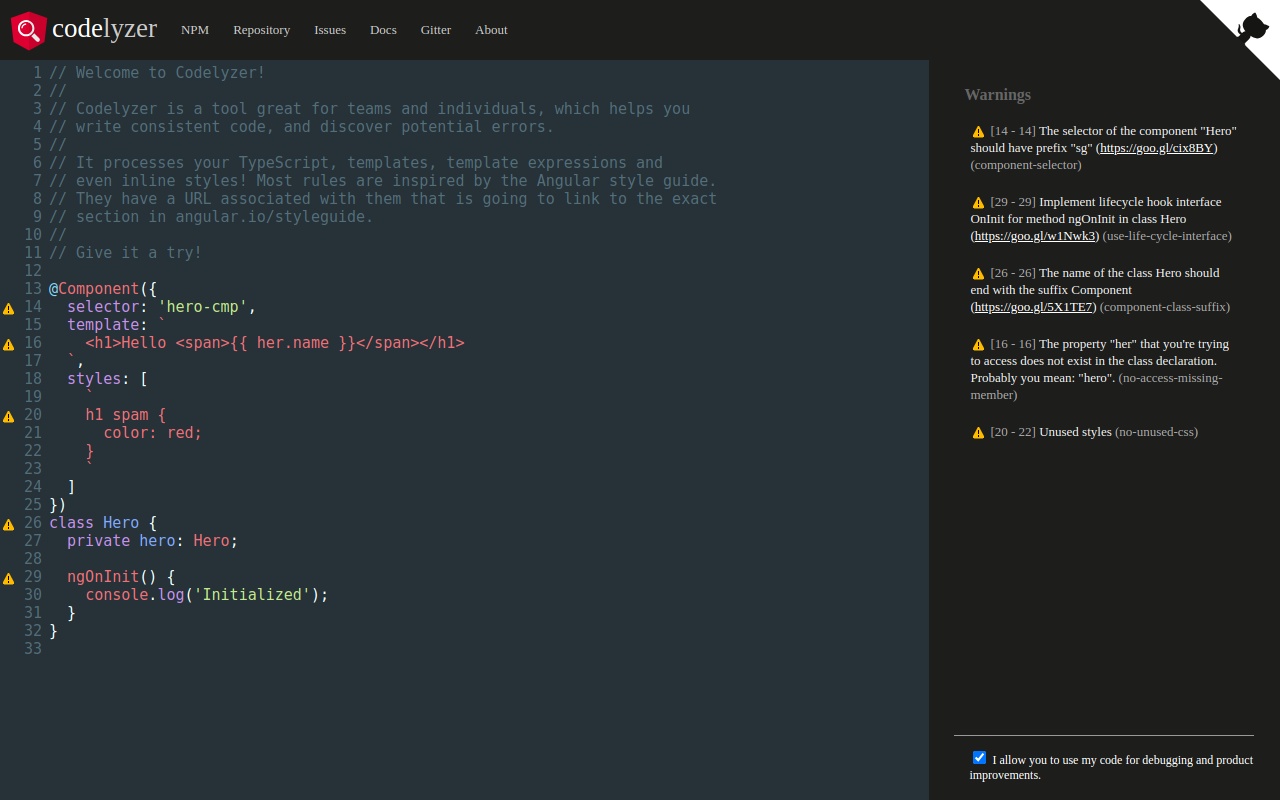 codelyzer NPM Repository Issues Docs Gitter About
1 // Welcome to Codelyzer!
2 //
3 // Codelyzer is a tool great for teams and individuals, which helps you
4 // write consistent code, and discover potential errors.
5 //
6 // It processes your TypeScript, templates, template expressions and
7 // even inline styles! Most rules are inspired by the Angular style guide.
8 // They have a URL associated with them that is going to link to the exact
9 // section in angular.io/styleguide.
10 //
11 // Give it a try!
12
13 @Component({
14   selector: 'hero-cmp',
15   template: `
16     <h1>Hello <span>{{ her.name }}</span></h1>
17   `,
18   styles: [
19     `
20     h1 spam {
21       color: red;
22     }
23     `
24   ]
25 })
26 class Hero {
27   private hero: Hero;
28
29   ngOnInit() {
30     console.log('Initialized');
31   }
32 }
33
Warnings
[14 - 14] The selector of the component "Hero"
should have prefix "sg" (https://goo.gl/cix8BY)
(component-selector)
[29 - 29] Implement lifecycle hook interface
OnInit for method ngOnInit in class Hero
(https://goo.gl/w1Nwk3) (use-life-cycle-interface)
[26 - 26] The name of the class Hero should
end with the suffix Component
(https://goo.gl/5X1TE7) (component-class-suffix)
[16 - 16] The property "her" that you're trying
to access does not exist in the class declaration.
Probably you mean: "hero". (no-access-missing-
member)
[20 - 22] Unused styles (no-unused-css)
I allow you to use my code for debugging and product
improvements.